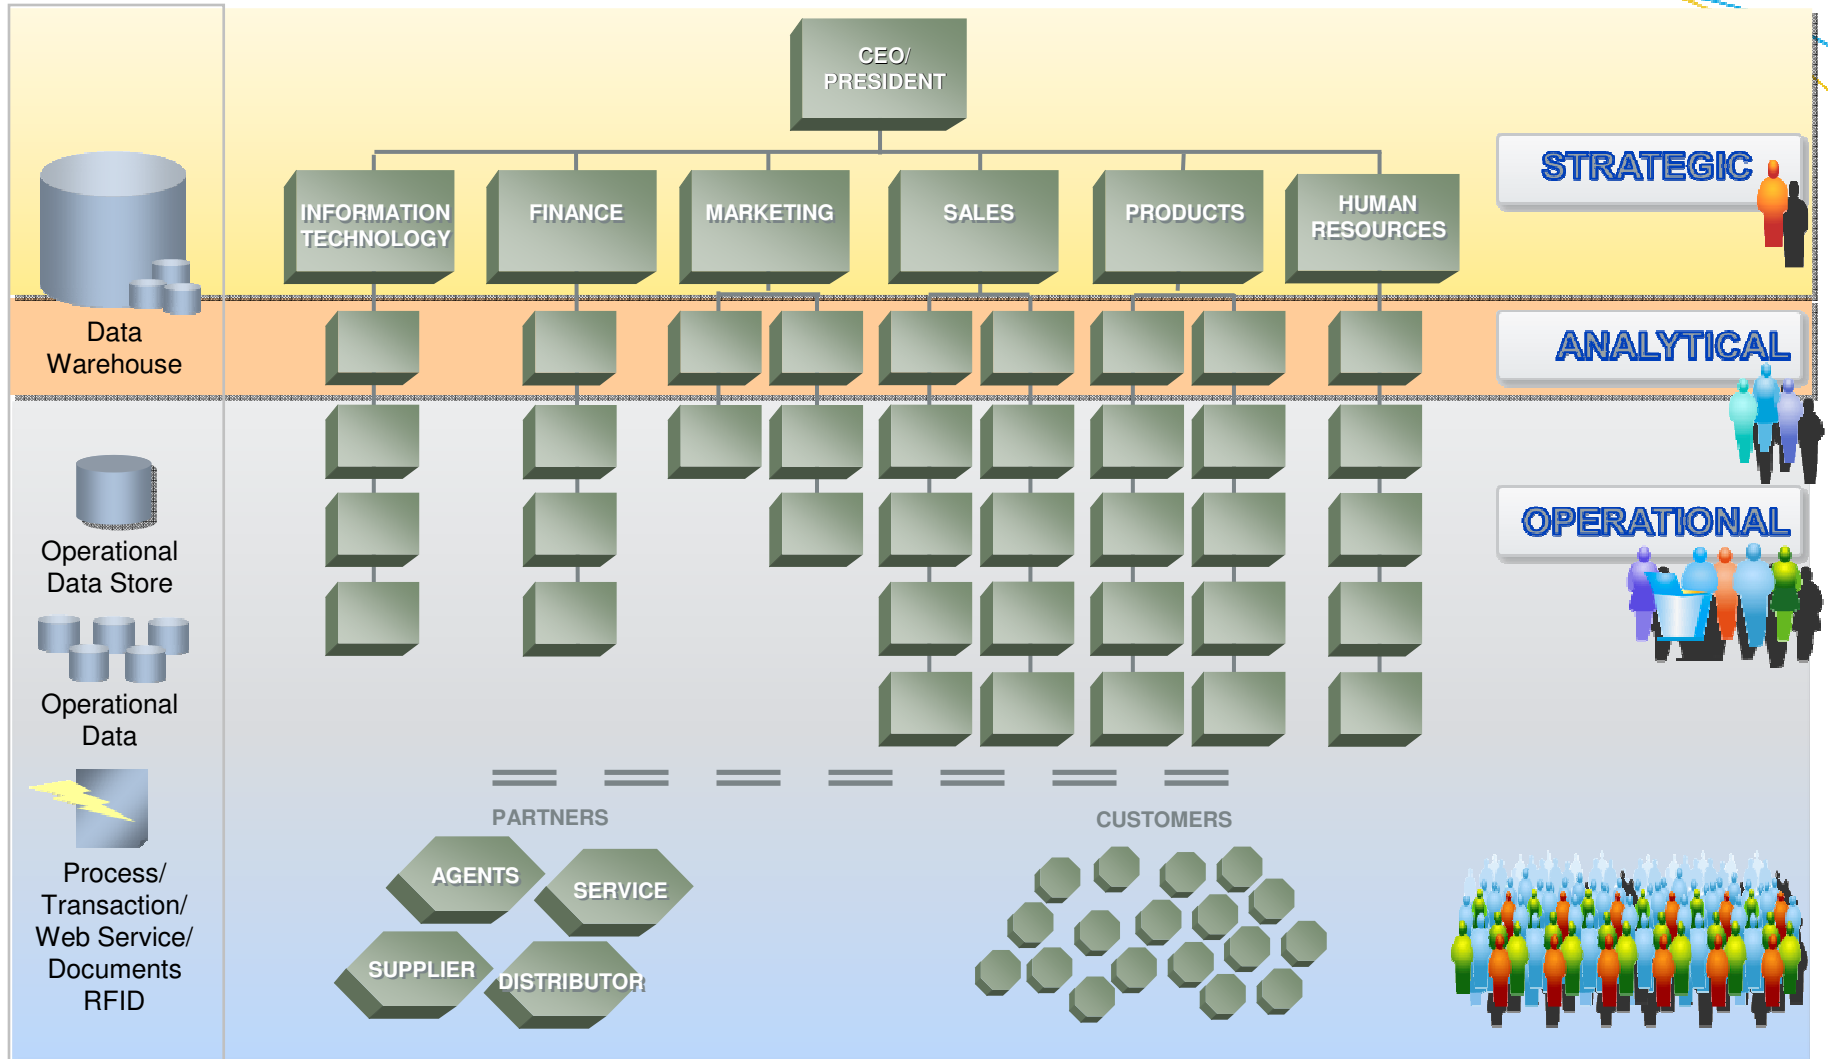 CEO/
PRESIDENT
STRATEGIC
INFORMATION
TECHNOLOGY
FINANCE
MARKETING
SALES
PRODUCTS
HUMAN
RESOURCES
Data
Warehouse
ANALYTICAL
OPERATIONAL
Operational
Data Store
Operational
Data
PARTNERS
CUSTOMERS
Process/
Transaction/
Web Service/
Documents
RFID
AGENTS
SERVICE
SUPPLIER
DISTRIBUTOR